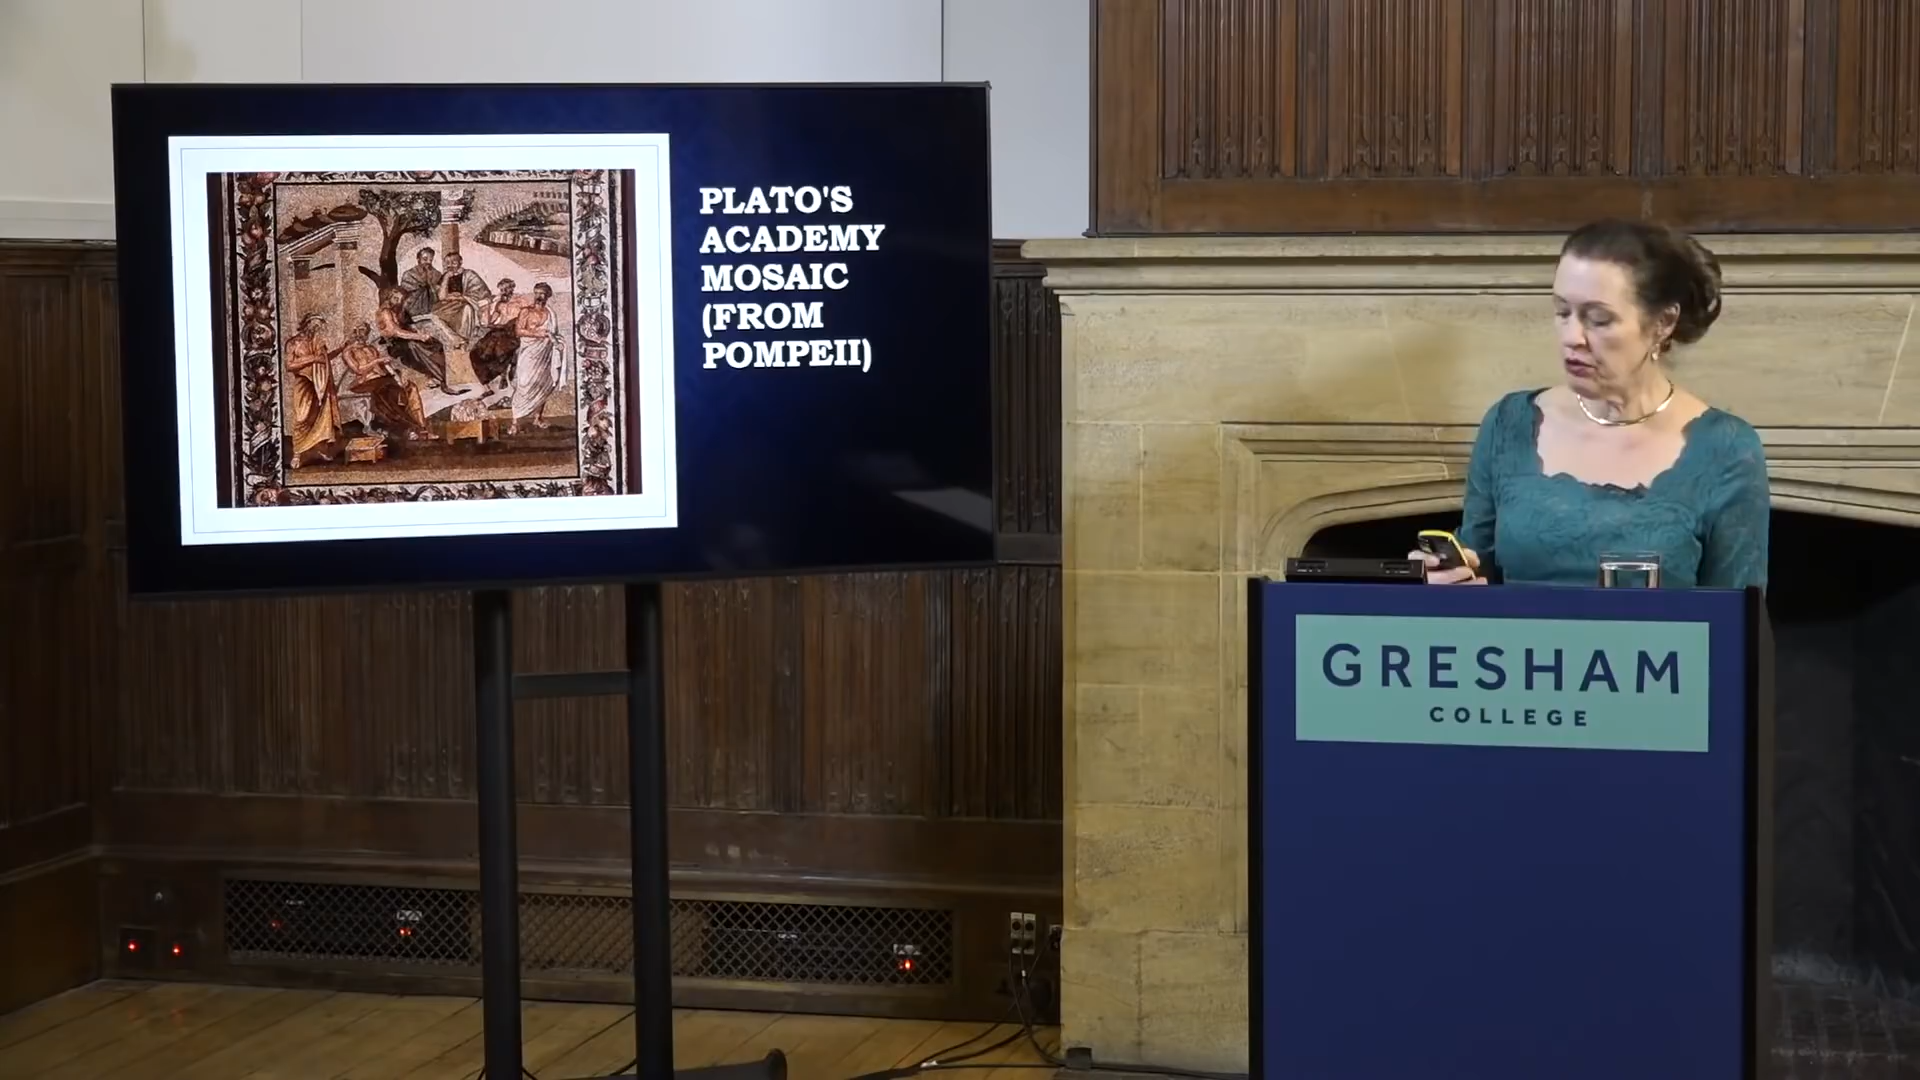 PLATO'S
ACADEMY
MOSAIC
(FROM
POMPEII)
GRESHAM
COLLEGE